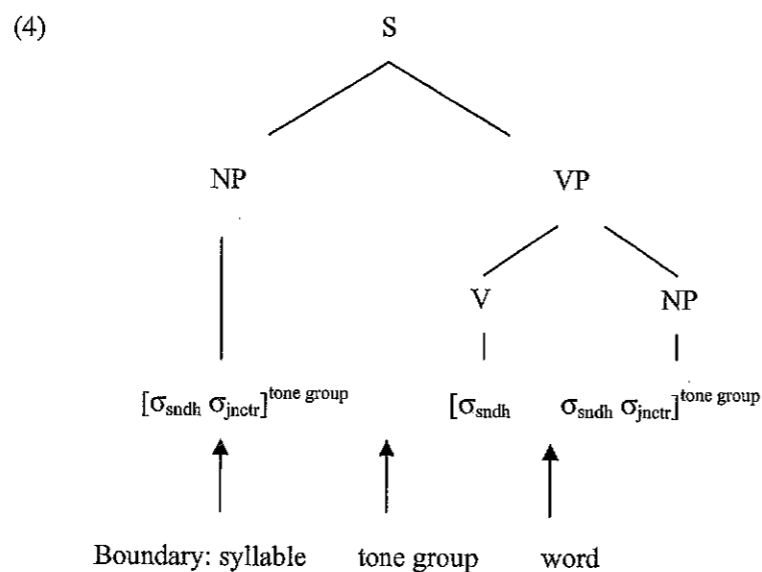 (4) S
NP VP
V NP
[σsndh σjnctr]tone group [σsndh σsndh σjnctr]tone group
Boundary: syllable tone group word